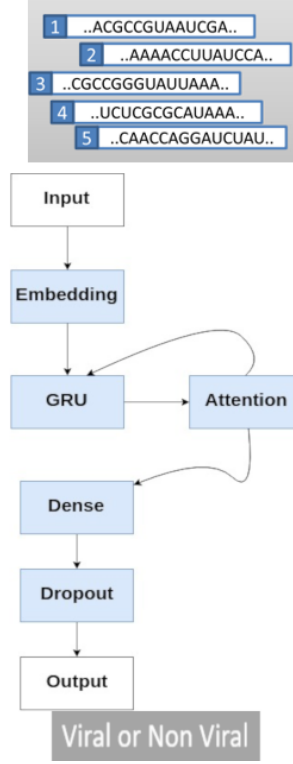 1 ..ACGCCGUAAUCGA..
2 ..AAAACCUUAUCCA..
3 ..CGCCGGGUAUUAAA..
4 ..UCUCGCGCAUAAA..
5 ..CAACCAGGAUCUAU..
Input
Embedding
GRU
Attention
Dense
Dropout
Output
Viral or Non Viral